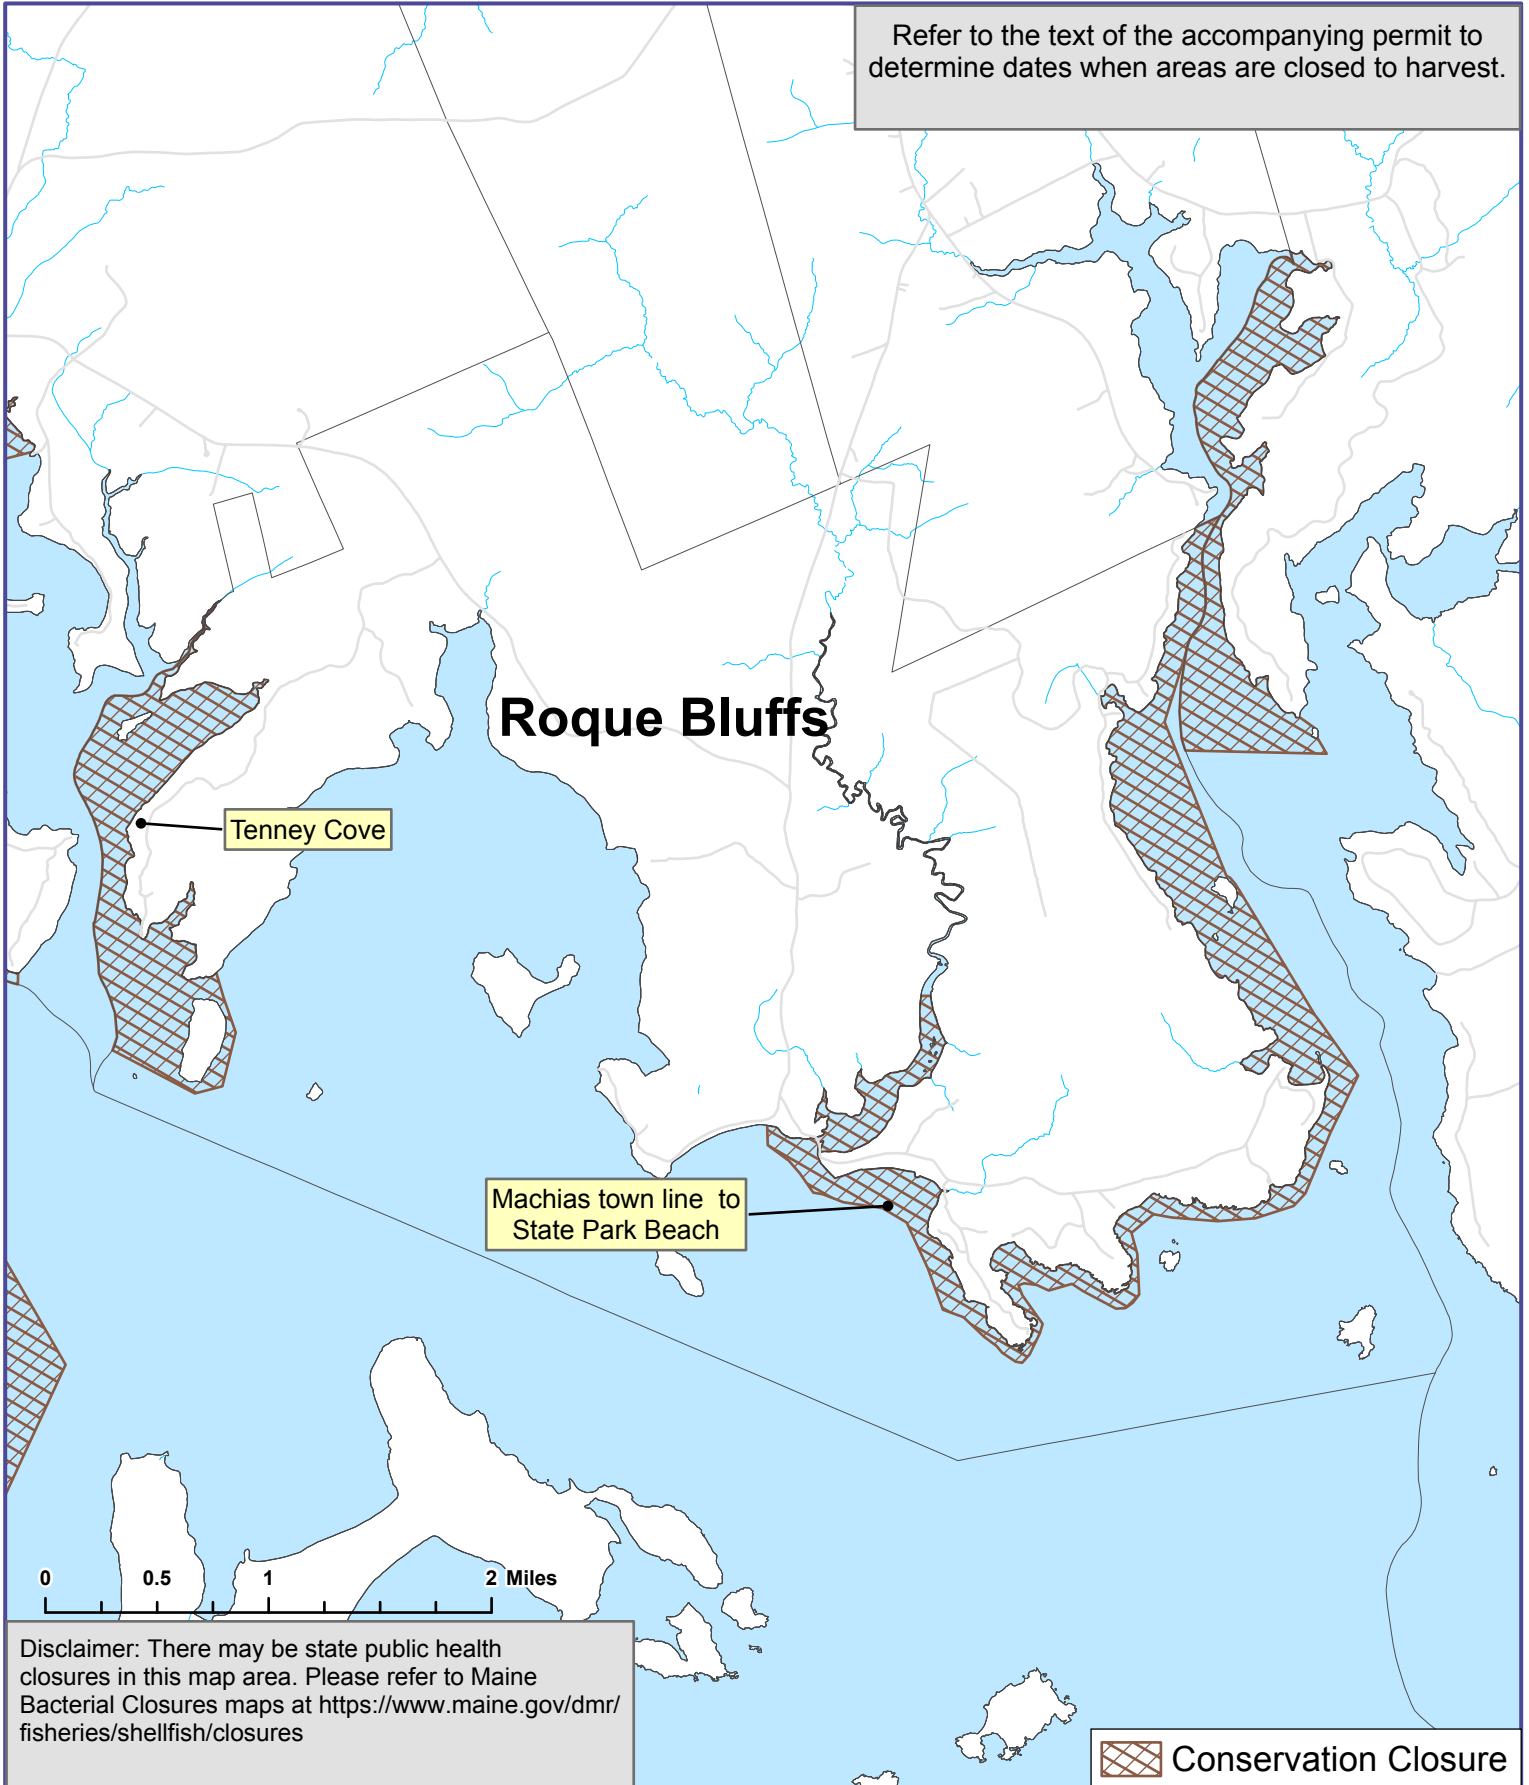 Refer to the text of the accompanying permit to
determine dates when areas are closed to harvest.
Roque Bluffs
Tenney Cove
Machias town line to
State Park Beach
0 0.5 1 2 Miles
Disclaimer: There may be state public health
closures in this map area. Please refer to Maine
Bacterial Closures maps at https://www.maine.gov/dmr/
fisheries/shellfish/closures
Conservation Closure